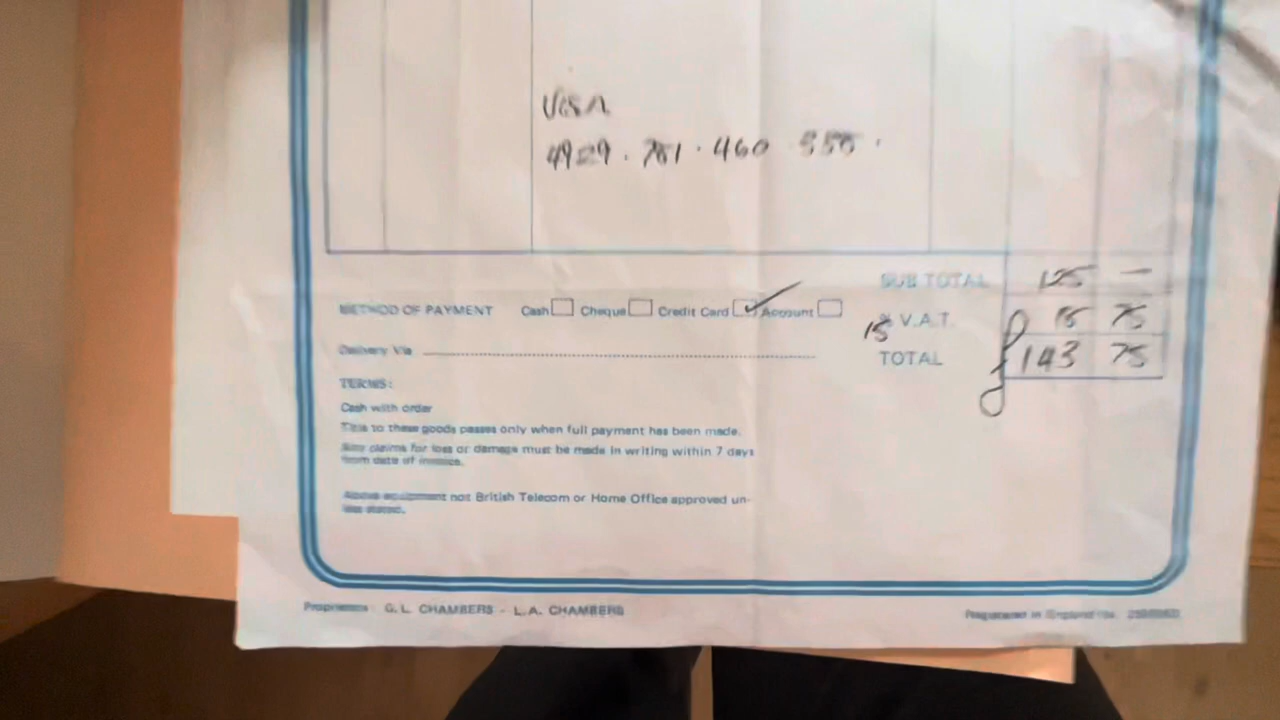 VISA
4929 . 781 . 460
SUB TOTAL 125 —
METHOD OF PAYMENT Cash Cheque Credit Card ✓ Account
15 % V.A.T. 75
Delivery Via
TOTAL £143 75
TERMS:
Cash with order
Title to these goods passes only when full payment has been made.
Any claims for loss or damage must be made in writing within 7 days
from date of invoice.
Above equipment not British Telecom or Home Office approved un-
less stated.
Proprietors: G. L. CHAMBERS - L. A. CHAMBERS
Registered in England No.